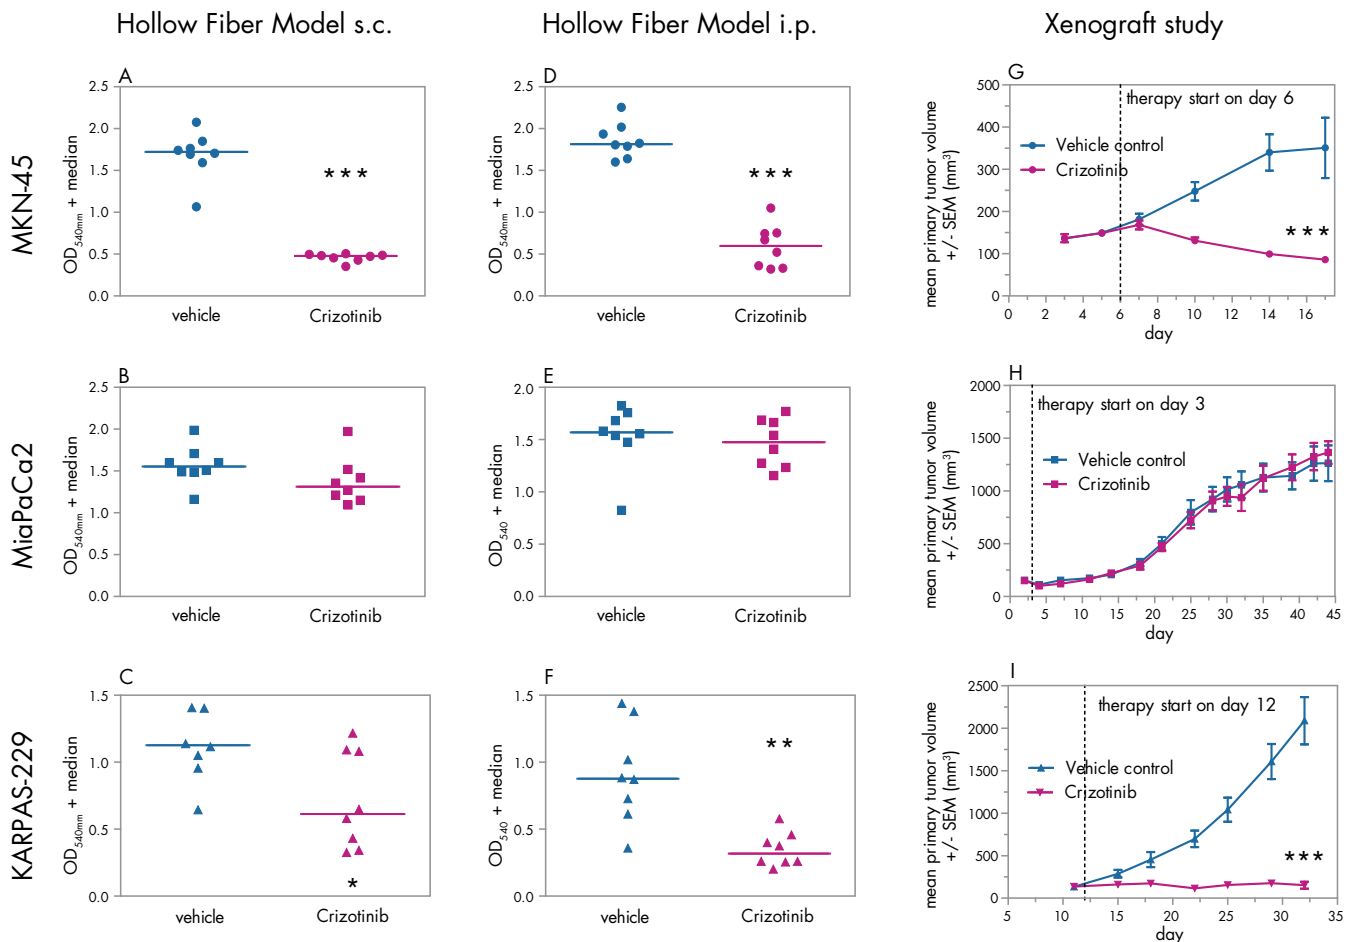 Hollow Fiber Model s.c.
Hollow Fiber Model i.p.
Xenograft study
MKN-45
A
OD540mm + median
2.5
2.0
1.5
1.0
0.5
0.0
***
vehicle
Crizotinib
D
OD540mm + median
2.5
2.0
1.5
1.0
0.5
0.0
***
vehicle
Crizotinib
G
mean primary tumor volume
+/- SEM (mm³)
500
400
300
200
100
0
therapy start on day 6
Vehicle control
Crizotinib
***
0 2 4 6 8 10 12 14 16
day
MiaPaCa2
B
OD540mm + median
2.5
2.0
1.5
1.0
0.5
0.0
vehicle
Crizotinib
E
OD540 + median
2.0
1.5
1.0
0.5
0.0
vehicle
Crizotinib
H
mean primary tumor volume
+/- SEM (mm³)
2000
1500
1000
500
0
therapy start on day 3
Vehicle control
Crizotinib
0 5 10 15 20 25 30 35 40 45
day
KARPAS-229
C
OD540mm + median
1.5
1.0
0.5
0.0
*
vehicle
Crizotinib
F
OD540 + median
1.5
1.0
0.5
0.0
**
vehicle
Crizotinib
I
mean primary tumor volume
+/- SEM (mm³)
2500
2000
1500
1000
500
0
therapy start on day 12
Vehicle control
Crizotinib
***
5 10 15 20 25 30 35
day